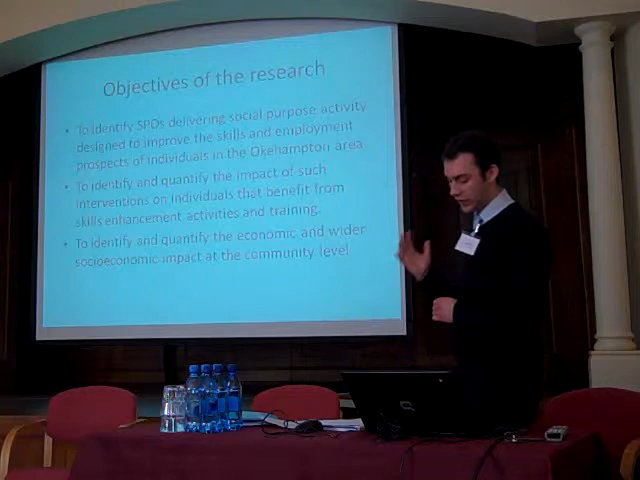 Objectives of the research
• To identify SPOs delivering social purpose activity
designed to improve the skills and employment
prospects of individuals in the Okehampton area
• To identify and quantify the impact of such
interventions on individuals that benefit from
skills enhancement activities and training.
• To identify and quantify the economic and wider
socioeconomic impact at the community level